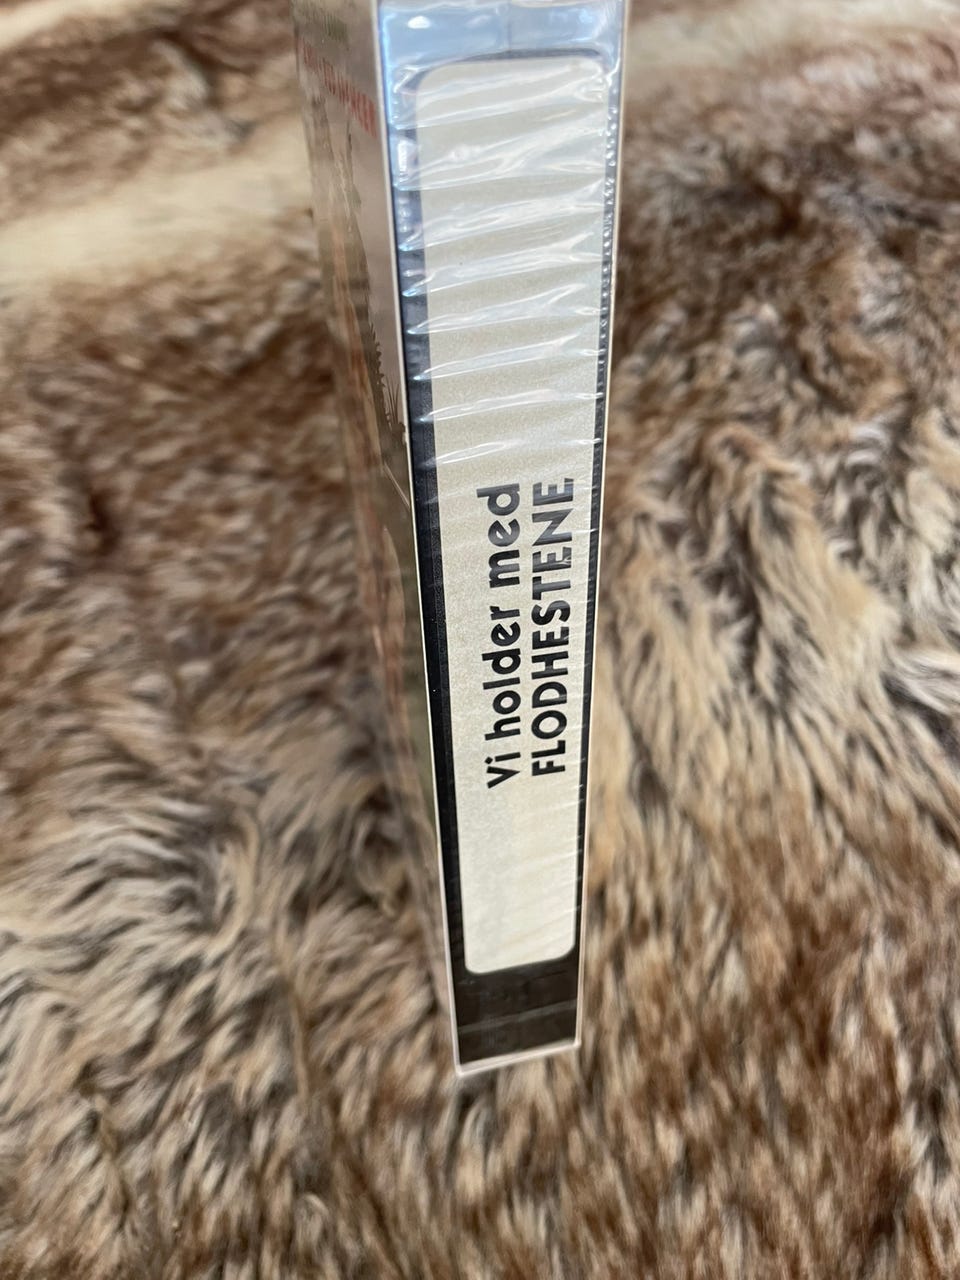 Vi holder med
FLODHESTENE